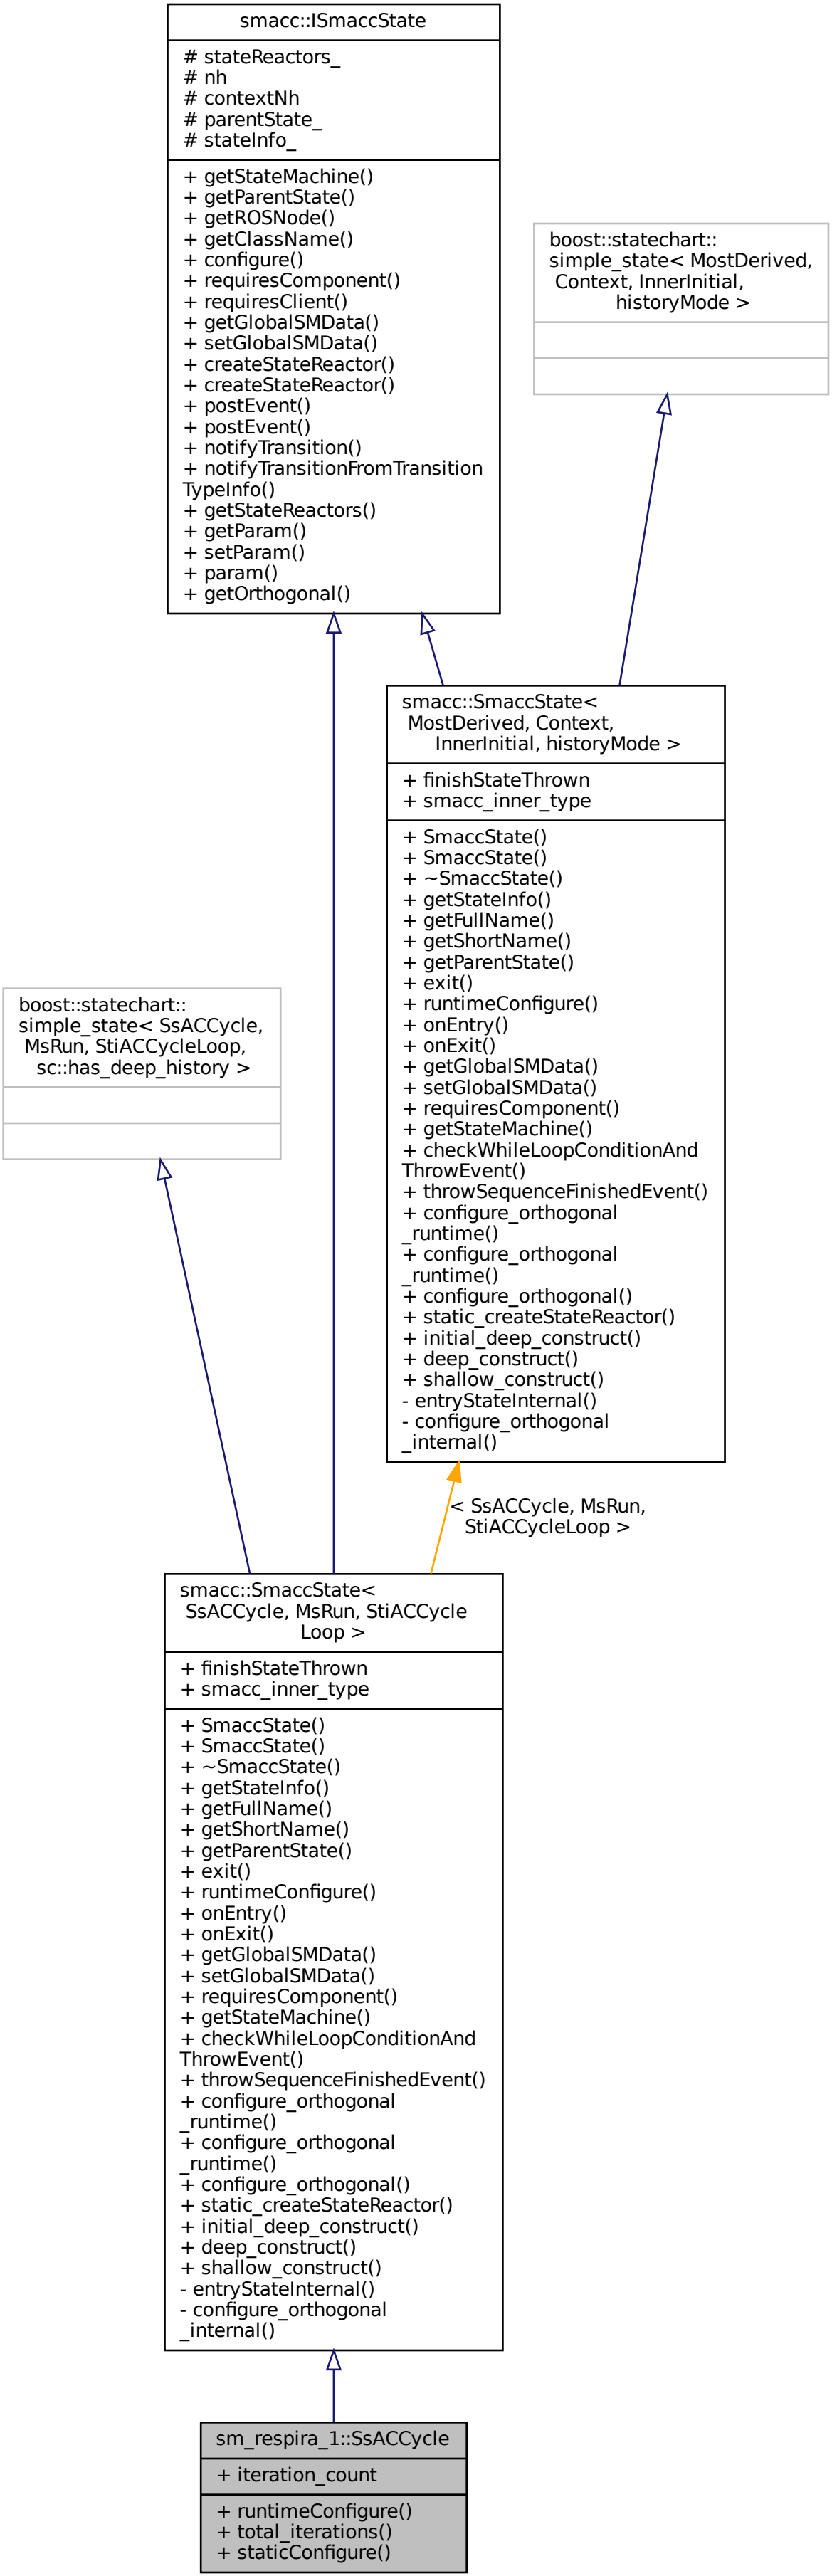 smacc::ISmaccState
# stateReactors_
# nh
# contextNh
# parentState_
# stateInfo_
+ getStateMachine()
+ getParentState()
+ getROSNode()
+ getClassName()
+ configure()
+ requiresComponent()
+ requiresClient()
+ getGlobalSMData()
+ setGlobalSMData()
+ createStateReactor()
+ createStateReactor()
+ postEvent()
+ postEvent()
+ notifyTransition()
+ notifyTransitionFromTransition
TypeInfo()
+ getStateReactors()
+ getParam()
+ setParam()
+ param()
+ getOrthogonal()
boost::statechart::
simple_state< MostDerived,
Context, InnerInitial,
historyMode >
smacc::SmaccState<
MostDerived, Context,
InnerInitial, historyMode >
+ finishStateThrown
+ smacc_inner_type
+ SmaccState()
+ SmaccState()
+ ~SmaccState()
+ getStateInfo()
+ getFullName()
+ getShortName()
+ getParentState()
+ exit()
+ runtimeConfigure()
+ onEntry()
+ onExit()
+ getGlobalSMData()
+ setGlobalSMData()
+ requiresComponent()
+ getStateMachine()
+ checkWhileLoopConditionAnd
ThrowEvent()
+ throwSequenceFinishedEvent()
+ configure_orthogonal
_runtime()
+ configure_orthogonal
_runtime()
+ configure_orthogonal()
+ static_createStateReactor()
+ initial_deep_construct()
+ deep_construct()
+ shallow_construct()
- entryStateInternal()
- configure_orthogonal
_internal()
boost::statechart::
simple_state< SsACCycle,
MsRun, StiACCycleLoop,
sc::has_deep_history >
< SsACCycle, MsRun,
StiACCycleLoop >
smacc::SmaccState<
SsACCycle, MsRun, StiACCycle
Loop >
+ finishStateThrown
+ smacc_inner_type
+ SmaccState()
+ SmaccState()
+ ~SmaccState()
+ getStateInfo()
+ getFullName()
+ getShortName()
+ getParentState()
+ exit()
+ runtimeConfigure()
+ onEntry()
+ onExit()
+ getGlobalSMData()
+ setGlobalSMData()
+ requiresComponent()
+ getStateMachine()
+ checkWhileLoopConditionAnd
ThrowEvent()
+ throwSequenceFinishedEvent()
+ configure_orthogonal
_runtime()
+ configure_orthogonal
_runtime()
+ configure_orthogonal()
+ static_createStateReactor()
+ initial_deep_construct()
+ deep_construct()
+ shallow_construct()
- entryStateInternal()
- configure_orthogonal
_internal()
sm_respira_1::SsACCycle
+ iteration_count
+ runtimeConfigure()
+ total_iterations()
+ staticConfigure()